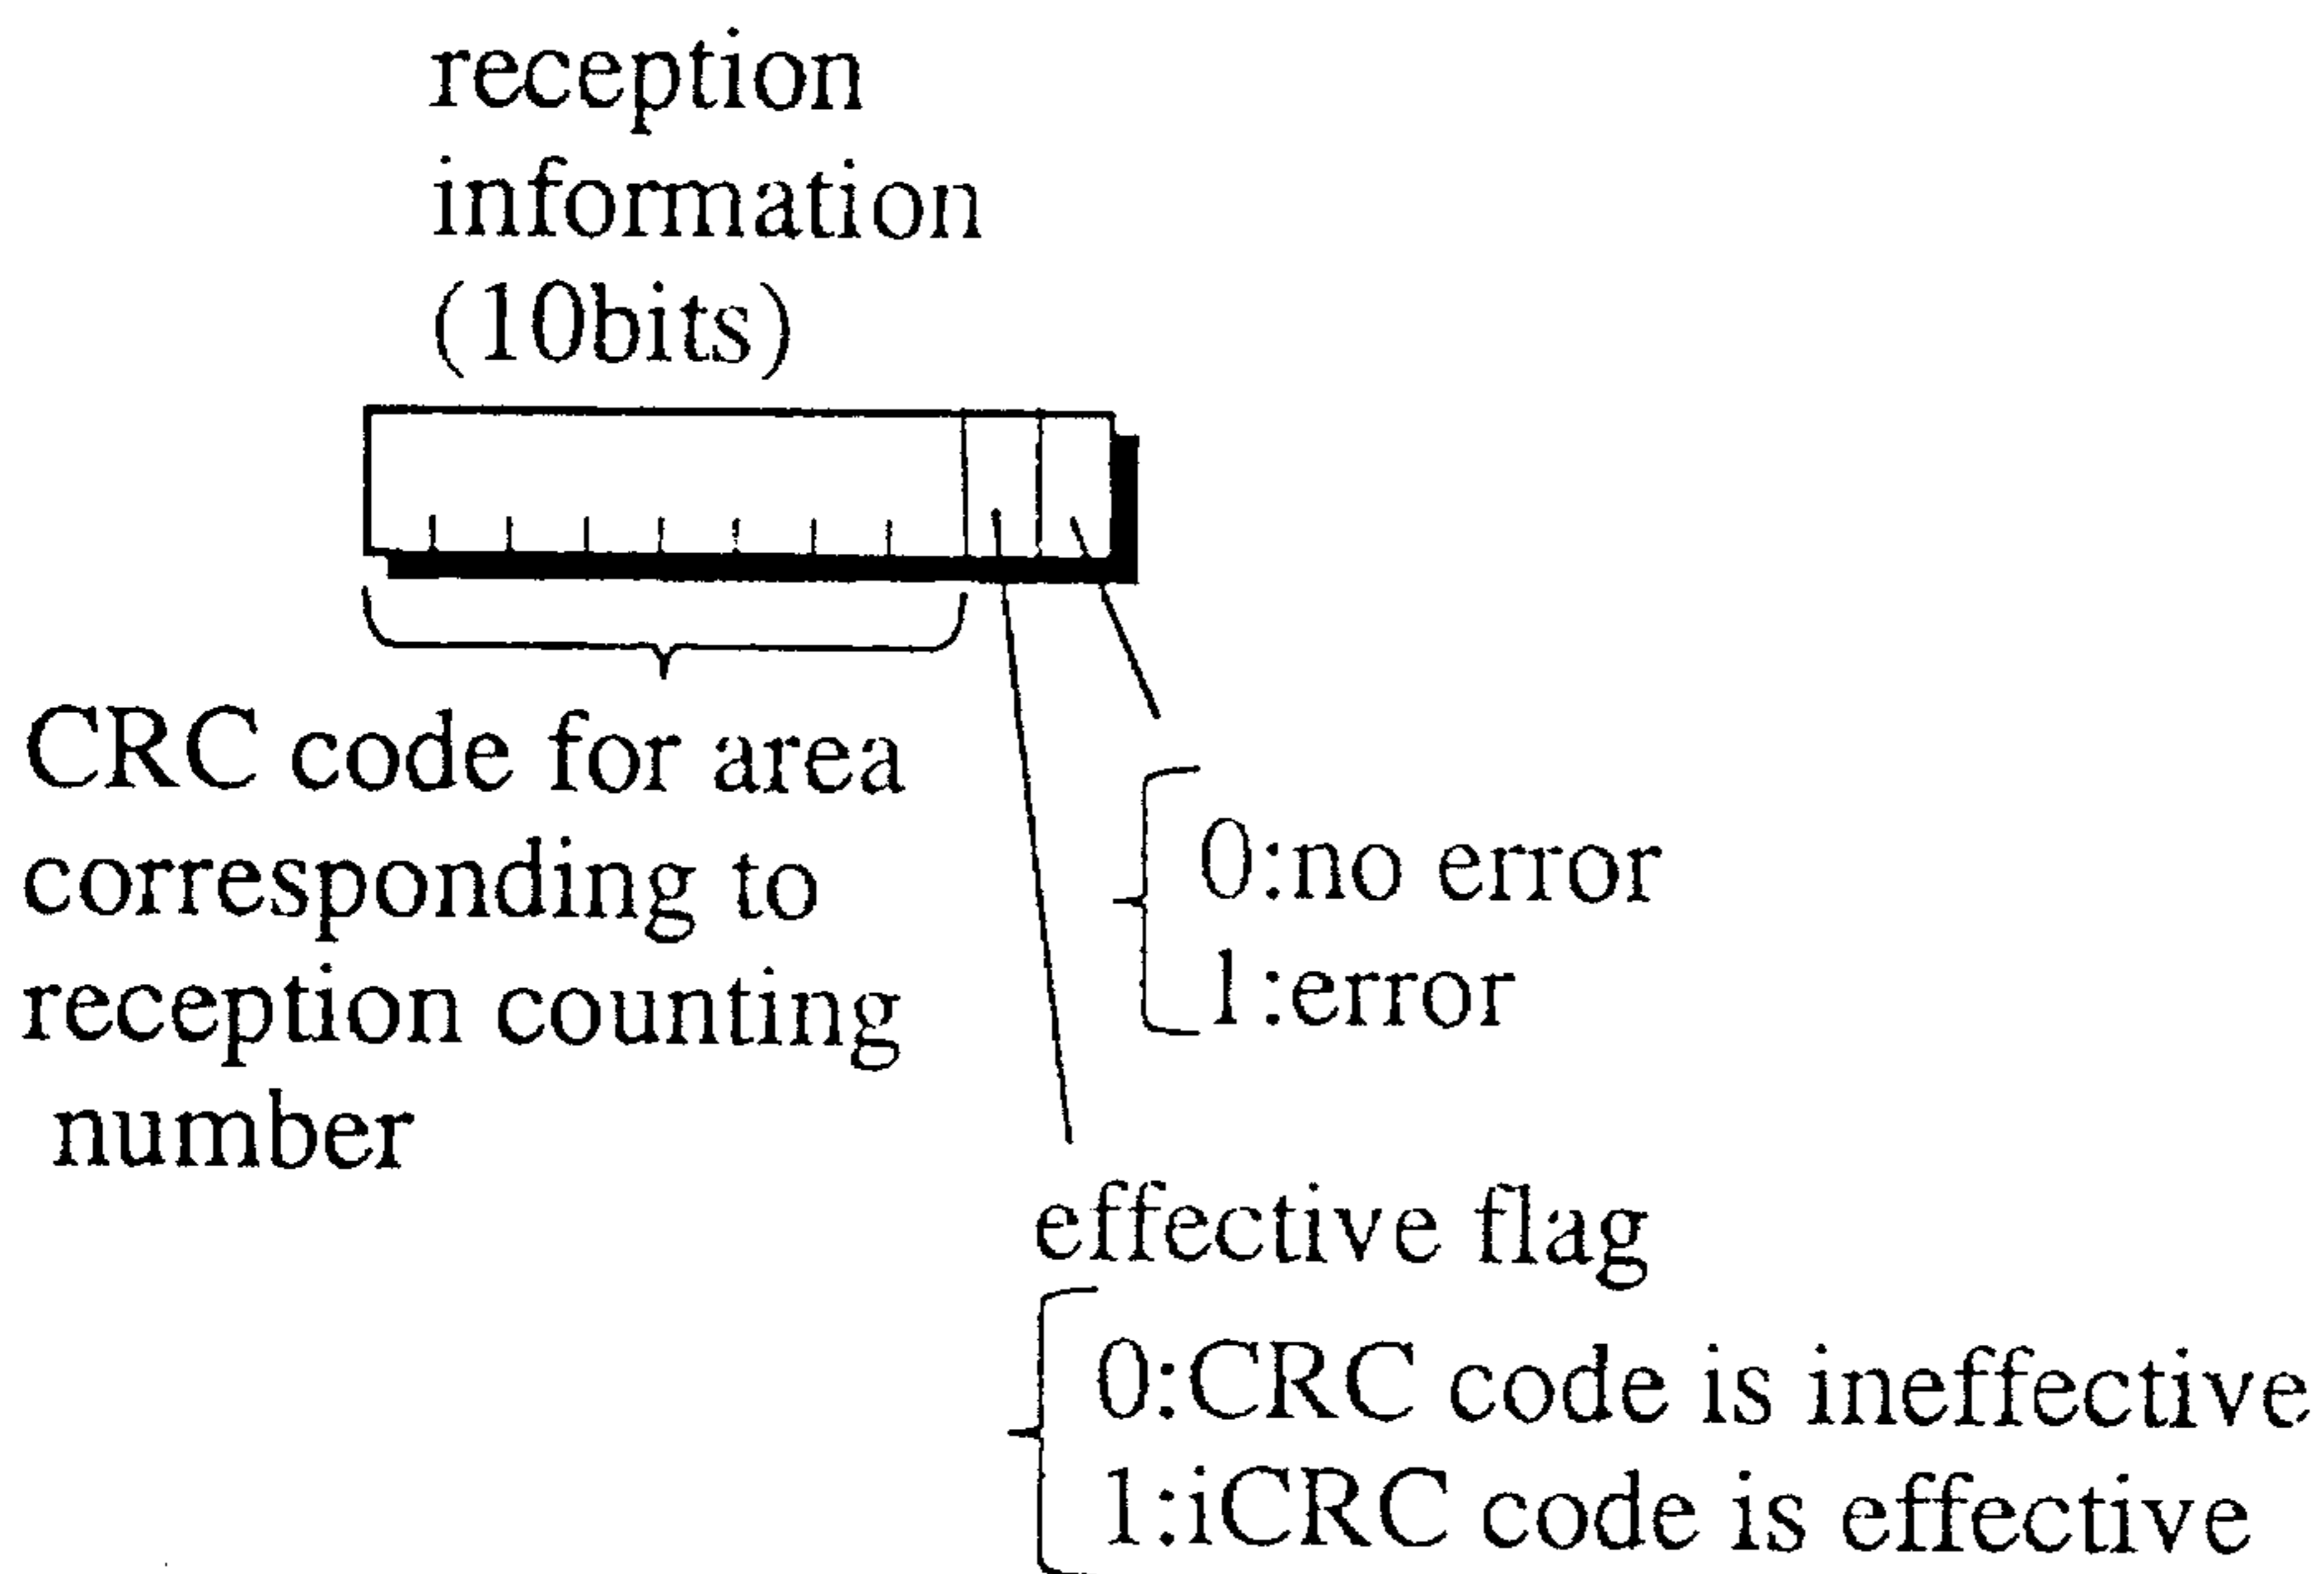 reception
information
(10bits)
CRC code for area
corresponding to
reception counting
number
0:no error
1:error
effective flag
0:CRC code is ineffective
1:iCRC code is effective